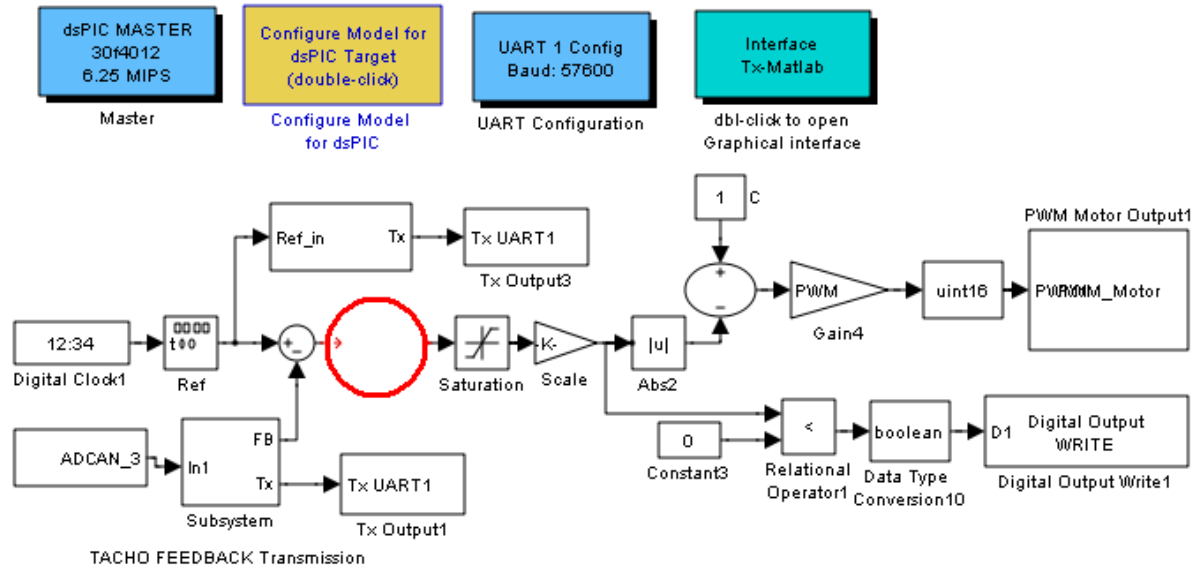 dsPIC MASTER
30f4012
6.25 MIPS
Master
Configure Model for
dsPIC Target
(double-click)
Configure Model
for dsPIC
UART 1 Config
Baud: 57600
UART Configuration
Interface
Tx-Matlab
dbl-click to open
Graphical interface
Ref_in
Tx
Tx UART1
Tx Output3
1
C
+
−
PWM
Gain4
uint16
PWM Motor Output1
PWM_Motor
12:34
Digital Clock1
t
Ref
+
−
Saturation
-K-
Scale
|u|
Abs2
ADCAN_3
In1
FB
Tx
Subsystem
Tx UART1
Tx Output1
TACHO FEEDBACK Transmission
0
Constant3
<
Relational
Operator1
boolean
Data Type
Conversion10
D1
Digital Output
WRITE
Digital Output Write1